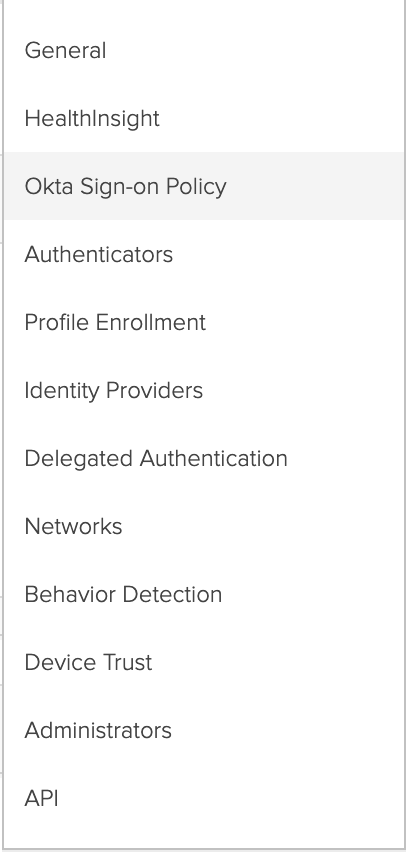 General
HealthInsight
Okta Sign-on Policy
Authenticators
Profile Enrollment
Identity Providers
Delegated Authentication
Networks
Behavior Detection
Device Trust
Administrators
API